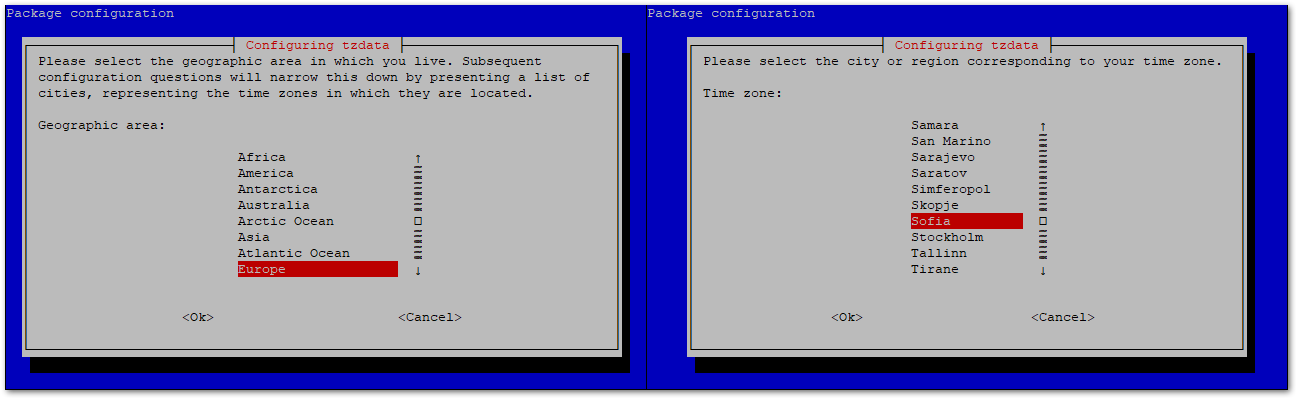 Package configuration
Configuring tzdata
Please select the geographic area in which you live. Subsequent
configuration questions will narrow this down by presenting a list of
cities, representing the time zones in which they are located.
Geographic area:
Africa
America
Antarctica
Australia
Arctic Ocean
Asia
Atlantic Ocean
Europe
<Ok> <Cancel>
Package configuration
Configuring tzdata
Please select the city or region corresponding to your time zone.
Time zone:
Samara
San Marino
Sarajevo
Saratov
Simferopol
Skopje
Sofia
Stockholm
Tallinn
Tirane
<Ok> <Cancel>